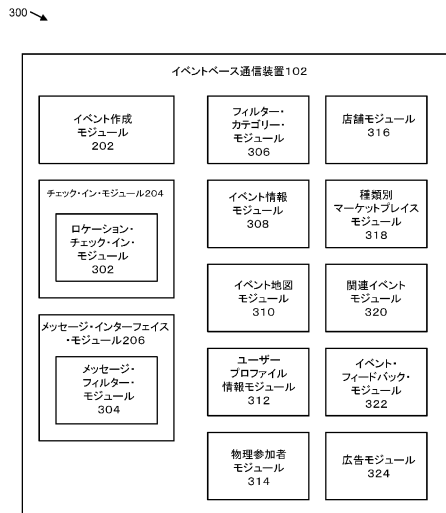 300
イベントベース通信装置102
イベント作成
モジュール
202
チェック・イン・モジュール204
ロケーション・
チェック・イン・
モジュール
302
メッセージ・インターフェイス
・モジュール206
メッセージ・
フィルター・
モジュール
304
フィルター・
カテゴリー・
モジュール
306
イベント情報
モジュール
308
イベント地図
モジュール
310
ユーザー
プロファイル
情報モジュール
312
物理参加者
モジュール
314
店舗モジュール
316
種類別
マーケットプレイス
モジュール
318
関連イベント
モジュール
320
イベント・
フィードバック・
モジュール
322
広告モジュール
324